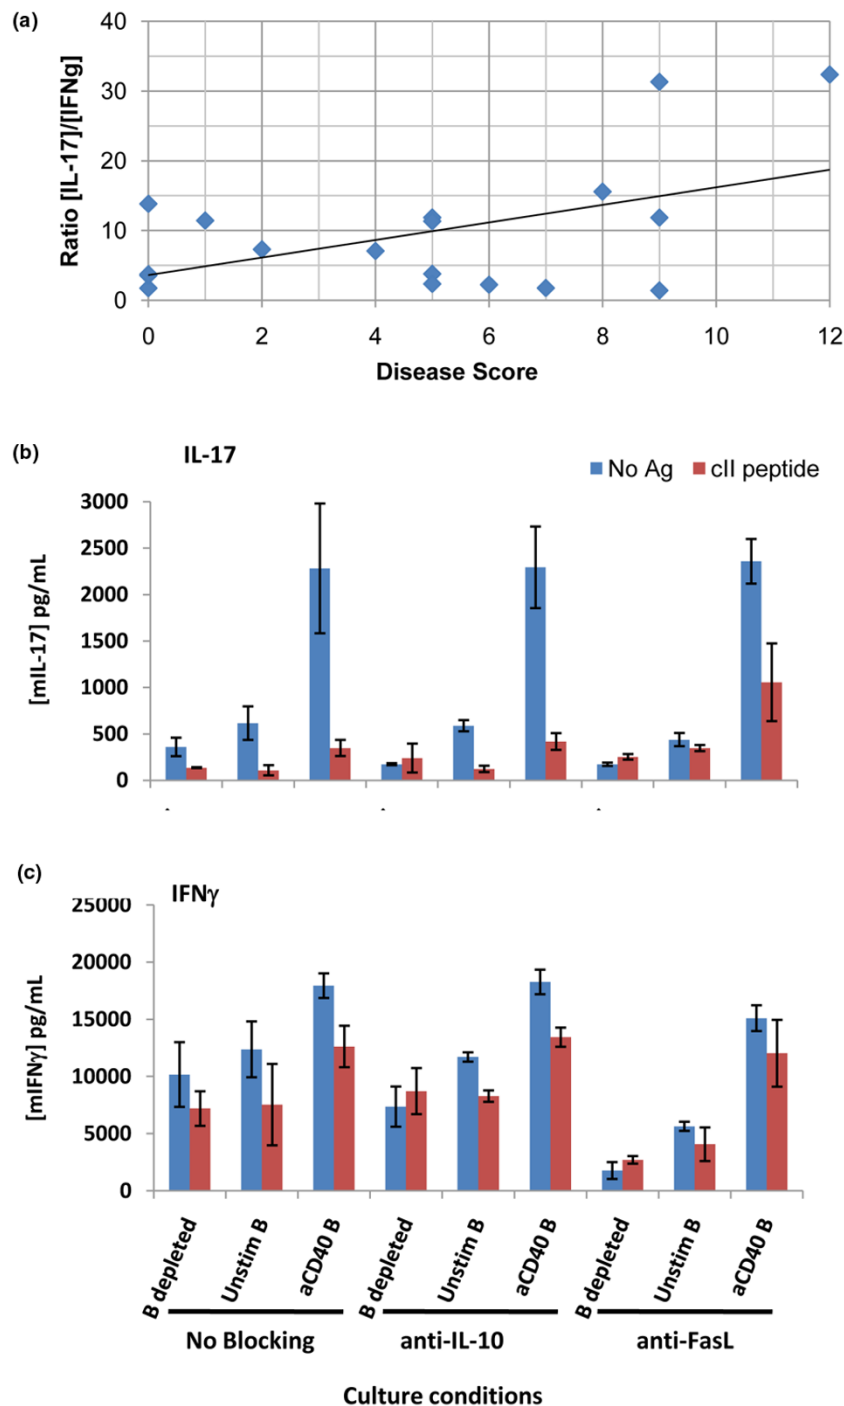 (a)
Ratio [IL-17]/[IFNg]
40
30
20
10
0
0 2 4 6 8 10 12
Disease Score
(b)
IL-17
No Ag cII peptide
[mIL-17] pg/mL
3000
2500
2000
1500
1000
500
0
(c)
IFNγ
[mIFNγ] pg/mL
25000
20000
15000
10000
5000
0
B depleted Unstim B aCD40 B B depleted Unstim B aCD40 B B depleted Unstim B aCD40 B
No Blocking anti-IL-10 anti-FasL
Culture conditions